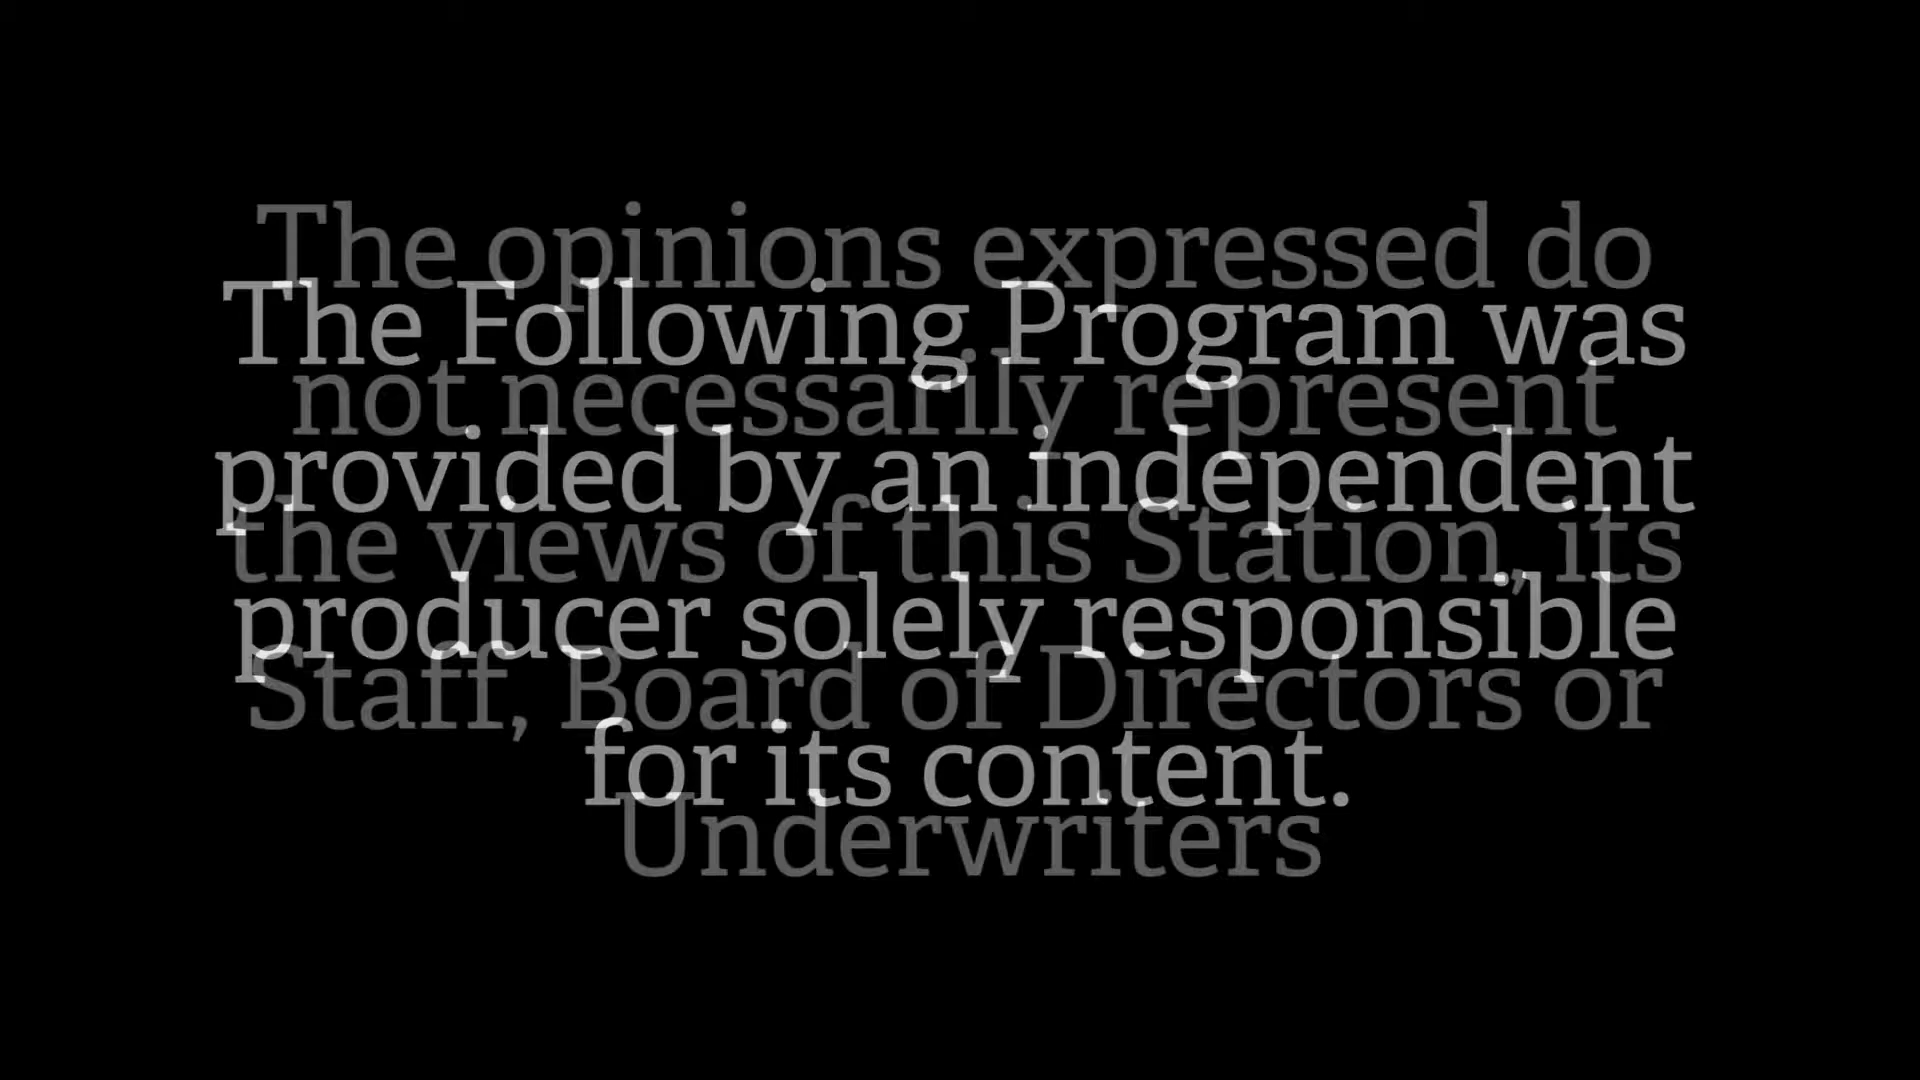 The Following Program was
provided by an independent
producer solely responsible
for its content.
The opinions expressed do
not necessarily represent
the views of this Station, its
Staff, Board of Directors or
Underwriters